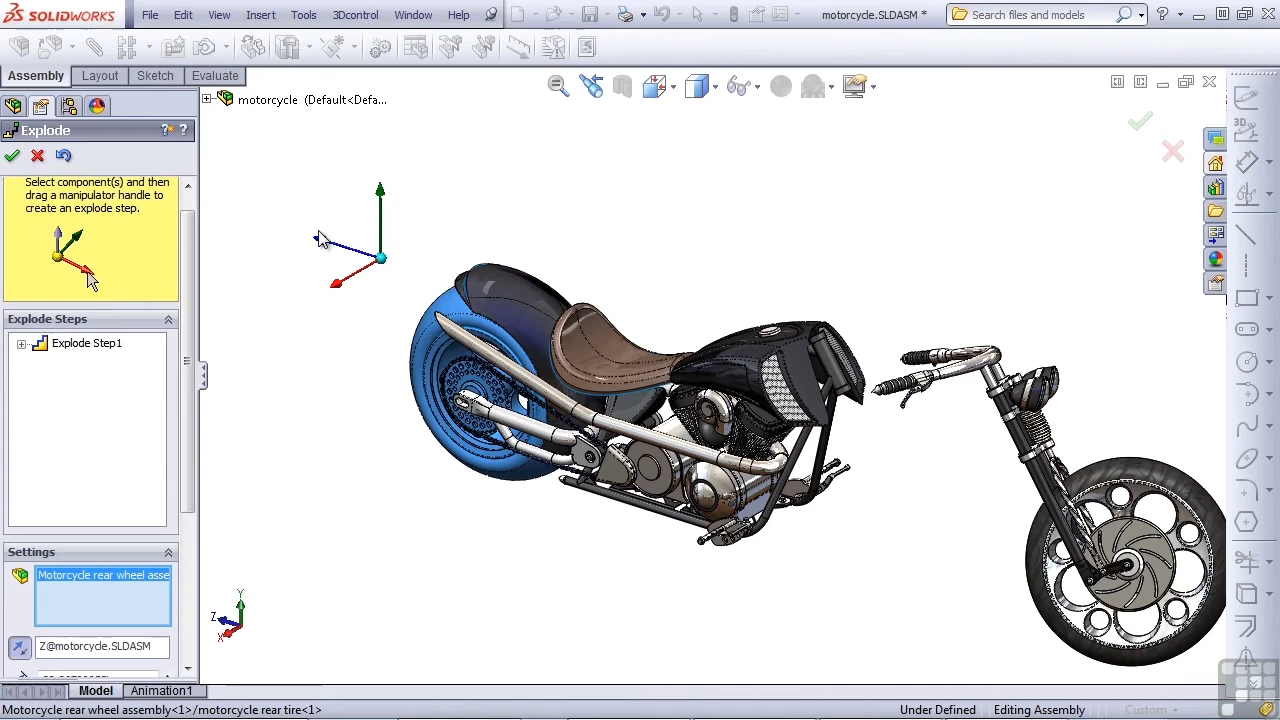 SOLIDWORKS File Edit View Insert Tools 3Dcontrol Window Help motorcycle.SLDASM * Search files and models ?
Assembly Layout Sketch Evaluate
motorcycle (Default<Defa...
Explode ? ?
Select component(s) and then
drag a manipulator handle to
create an explode step.
Explode Steps
Explode Step1
Settings
Motorcycle rear wheel asse
Z@motorcycle.SLDASM
Y
Z
X
3D
Model Animation1
Motorcycle rear wheel assembly<1>/motorcycle rear tire<1> Under Defined Editing Assembly Custom